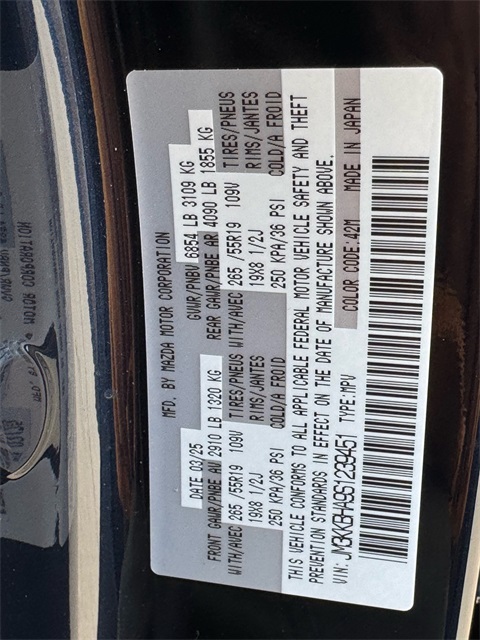 MFD. BY MAZDA MOTOR CORPORATION
DATE 03/25 GVWR/PNBV 6854 LB 3109 KG
FRONT GAWR/PNBE AV 2910 LB 1320 KG REAR GAWR/PNBE AR 4090 LB 1855 KG
TIRES/PNEUS TIRES/PNEUS
WITH/AVEC 265 /55R19 109V RIMS/JANTES WITH/AVEC 265 /55R19 109V RIMS/JANTES
19X8 1/2J COLD/A FROID 19X8 1/2J COLD/A FROID
250 KPA/36 PSI 250 KPA/36 PSI
THIS VEHICLE CONFORMS TO ALL APPLICABLE FEDERAL MOTOR VEHICLE SAFETY AND THEFT
PREVENTION STANDARDS IN EFFECT ON THE DATE OF MANUFACTURE SHOWN ABOVE.
VIN: JM3KKBHA9S1239451 TYPE:MPV COLOR CODE:42M MADE IN JAPAN